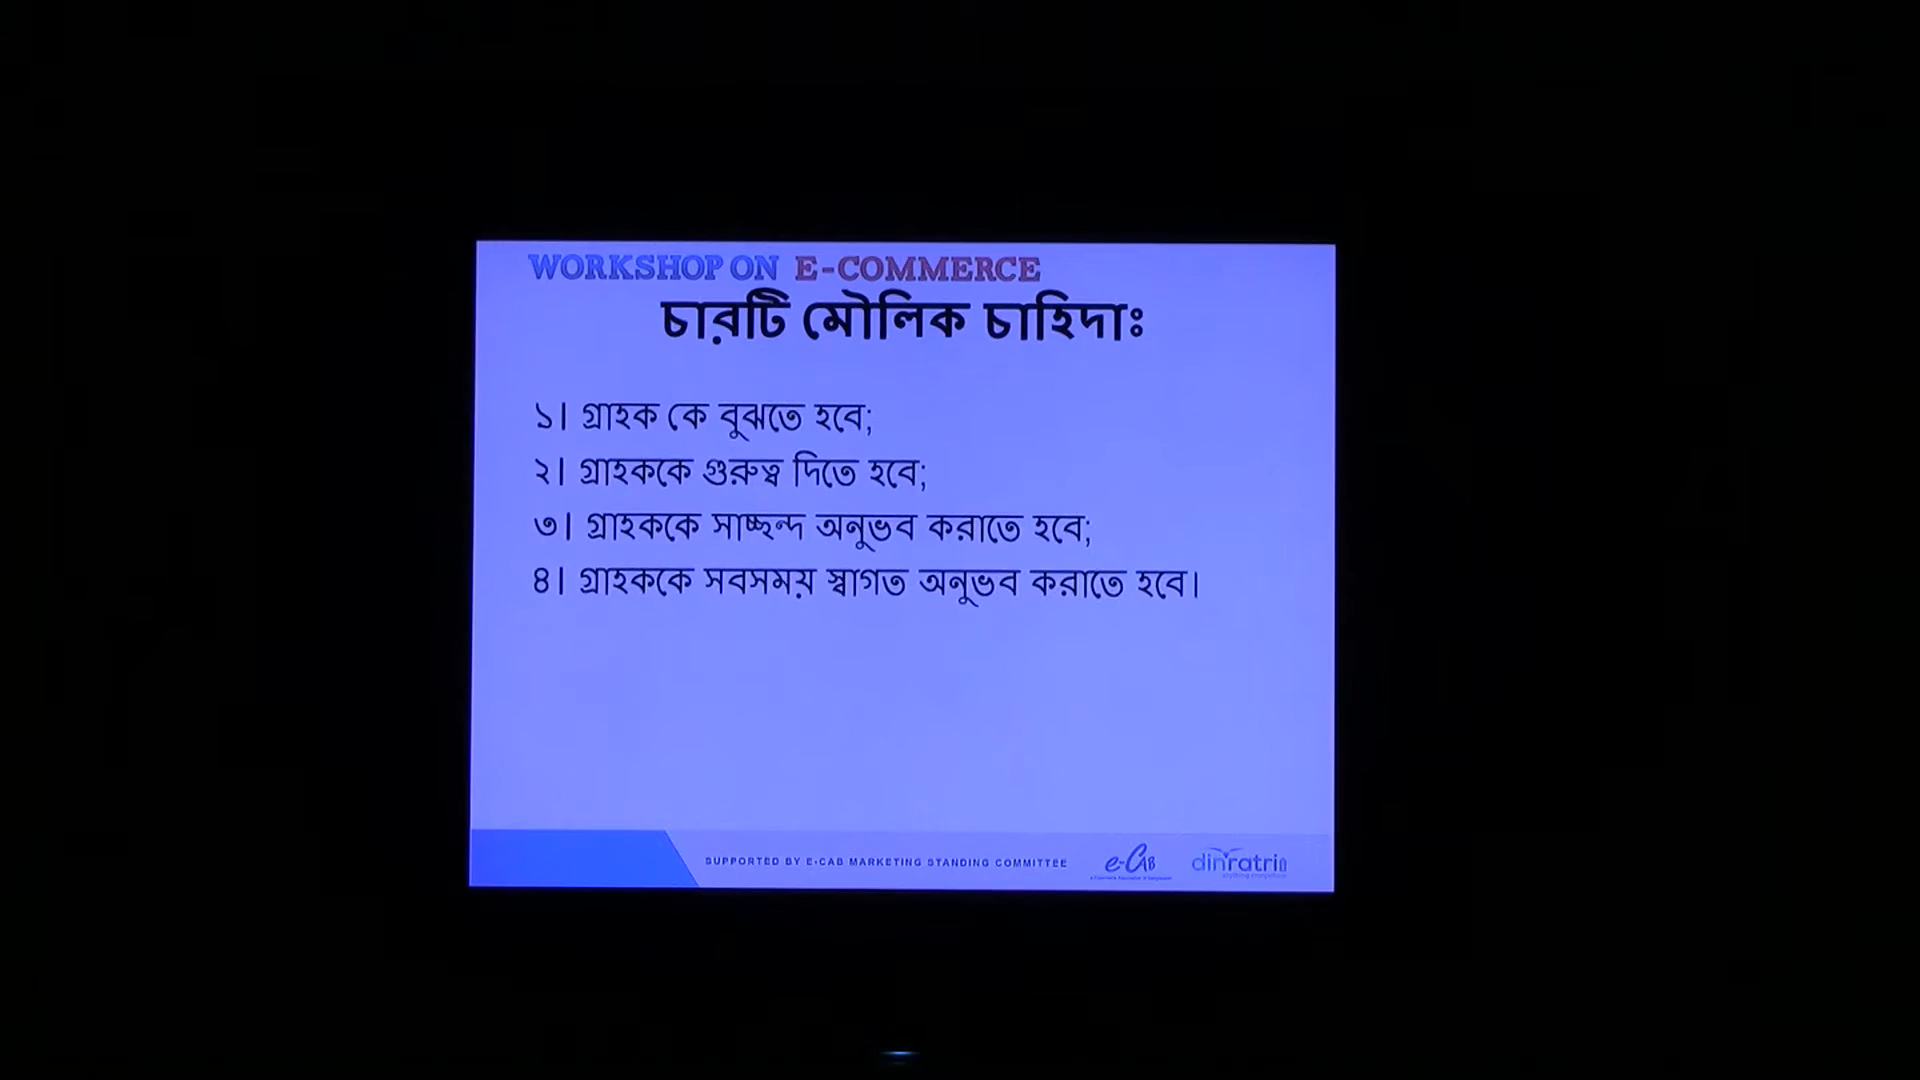 WORKSHOP ON E-COMMERCE
চারটি মৌলিক চাহিদাঃ
১। গ্রাহক কে বুঝতে হবে;
২। গ্রাহককে গুরুত্ব দিতে হবে;
৩। গ্রাহককে সাচ্ছন্দ অনুভব করাতে হবে;
৪। গ্রাহককে সবসময় স্বাগত অনুভব করাতে হবে।
SUPPORTED BY E-CAB MARKETING STANDING COMMITTEE
e-CAB
dinratri